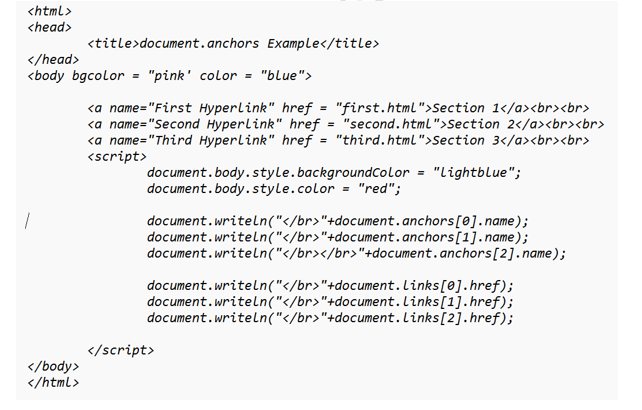 <html>
<head>
<title>document.anchors Example</title>
</head>
<body bgcolor = "pink' color = "blue">
<a name="First Hyperlink" href = "first.html">Section 1</a><br><br>
<a name="Second Hyperlink" href = "second.html">Section 2</a><br><br>
<a name="Third Hyperlink" href = "third.html">Section 3</a><br><br>
<script>
document.body.style.backgroundColor = "lightblue";
document.body.style.color = "red";
document.writeln("</br>"+document.anchors[0].name);
document.writeln("</br>"+document.anchors[1].name);
document.writeln("</br></br>"+document.anchors[2].name);
document.writeln("</br>"+document.links[0].href);
document.writeln("</br>"+document.links[1].href);
document.writeln("</br>"+document.links[2].href);
</script>
</body>
</html>